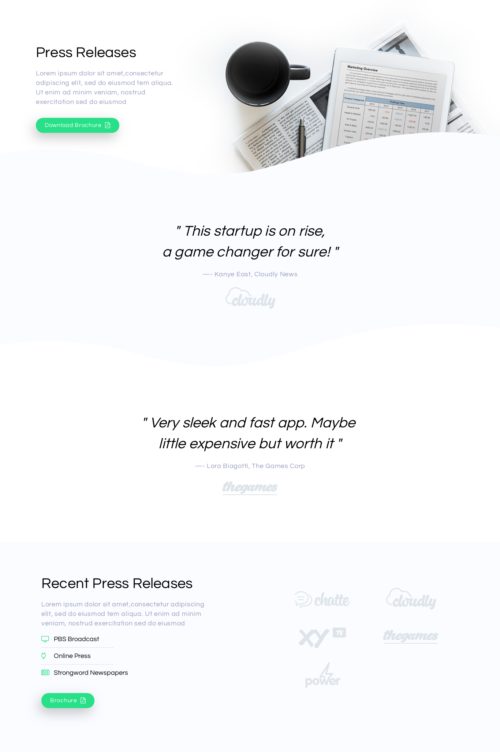 Press Releases
Lorem ipsum dolor sit amet,consectetur
adipiscing elit, sed do eiusmod tem aliqua.
Ut enim ad minim veniam, nostrud
exercitation sed do eiusmod
Download Brochure
Marketing Overview
" This startup is on rise,
a game changer for sure! "
—- Kanye East, Cloudly News
cloudly
" Very sleek and fast app. Maybe
little expensive but worth it "
—- Lara Biagotti, The Games Corp
thegames
Recent Press Releases
Lorem ipsum dolor sit amet,consectetur adipiscing
elit, sed do eiusmod tem aliqua. Ut enim ad minim
veniam, nostrud exercitation sed do eiusmod
PBS Broadcast
Online Press
Strongword Newspapers
Brochure
chatte
cloudly
XY TV
thegames
power